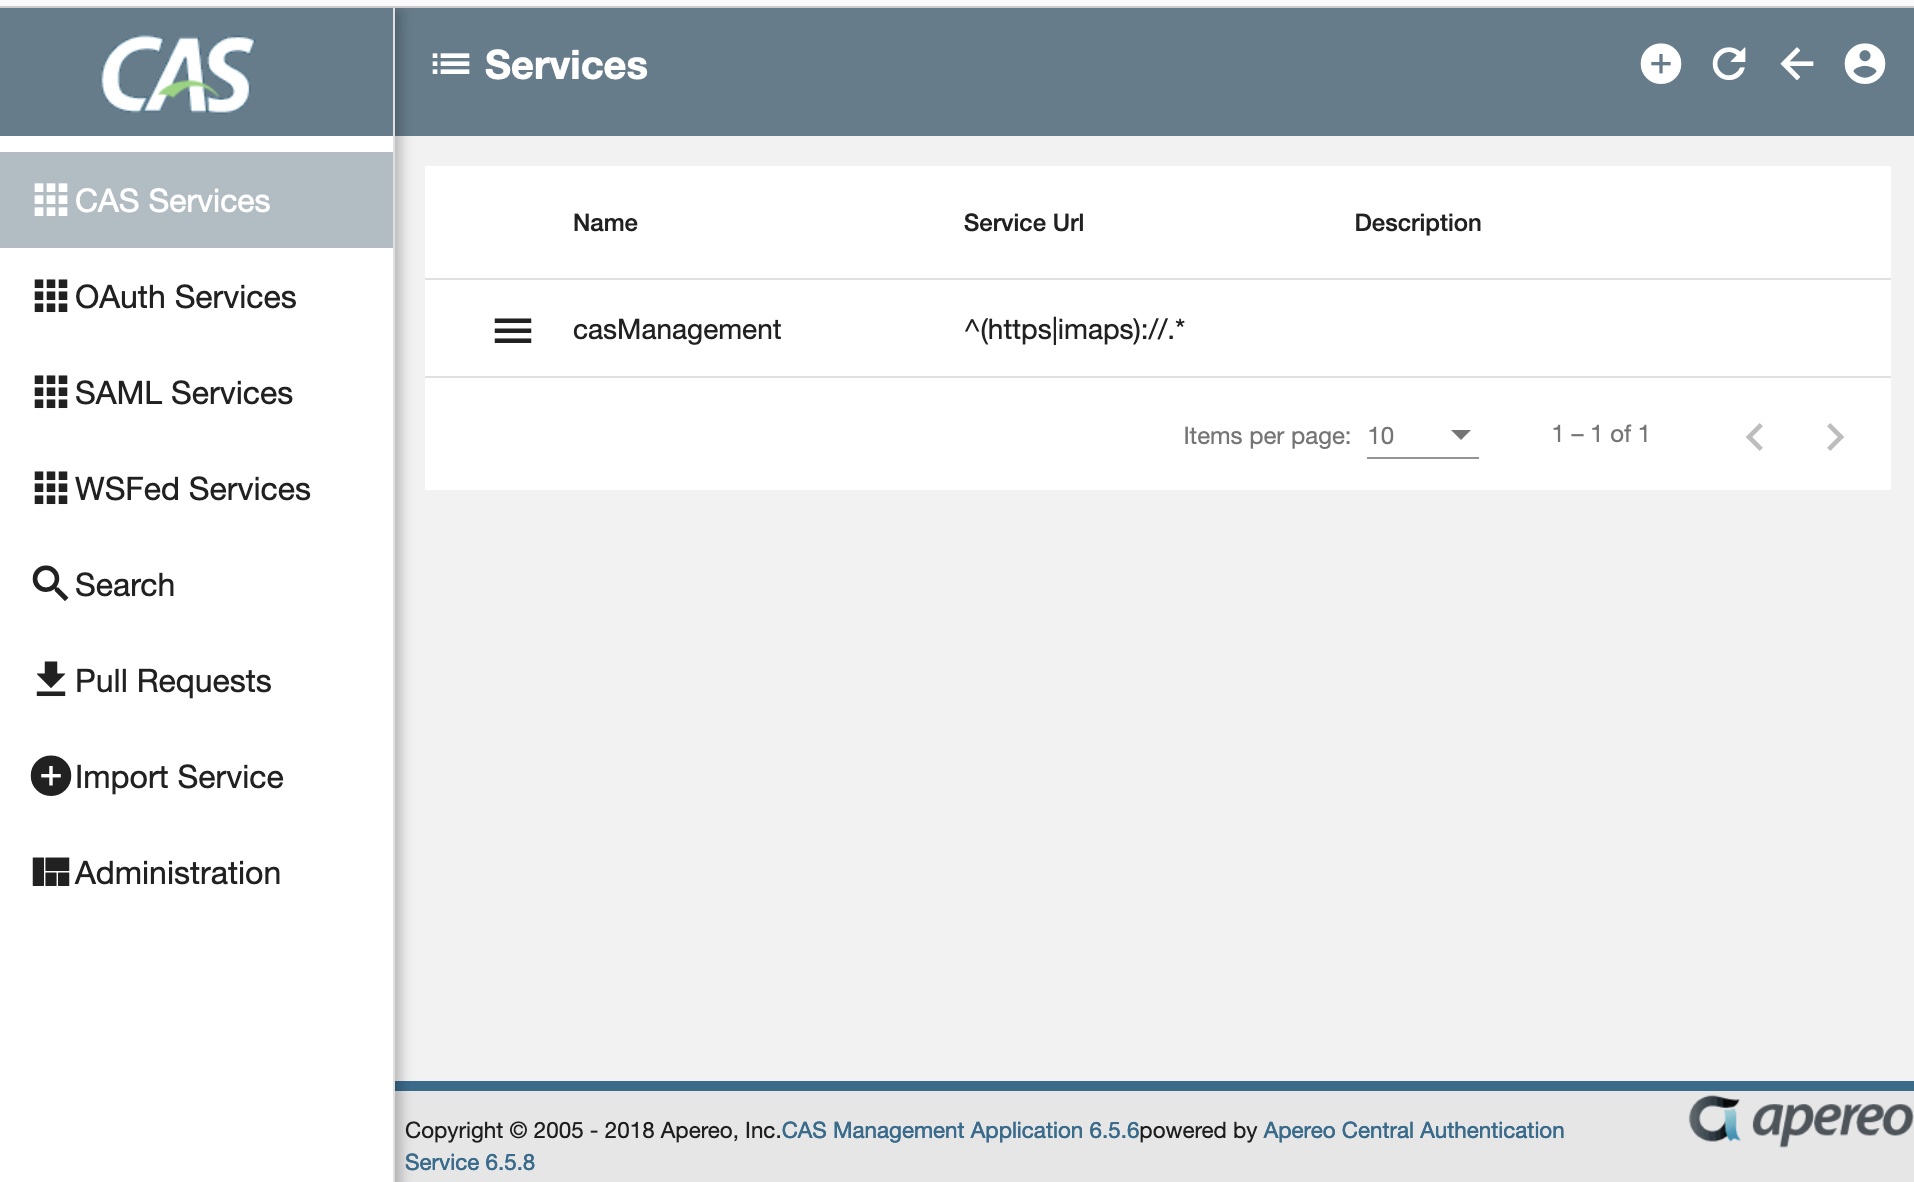 CAS
Services
CAS Services
OAuth Services
SAML Services
WSFed Services
Search
Pull Requests
Import Service
Administration
Name Service Url Description
casManagement ^(https|imaps)://.*
Items per page: 10 1 – 1 of 1
Copyright © 2005 - 2018 Apereo, Inc.CAS Management Application 6.5.6powered by Apereo Central Authentication
Service 6.5.8
apereo